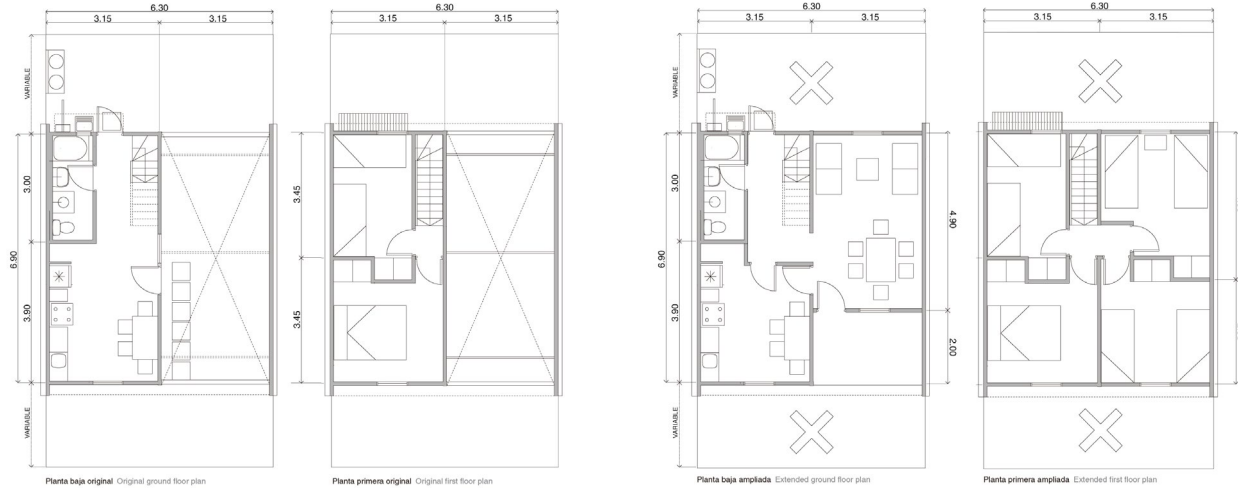 6.30
3.15 3.15
VARIABLE
3.00
6.90
3.90
VARIABLE
Planta baja original Original ground floor plan
6.30
3.15 3.15
3.45
3.45
Planta primera original Original first floor plan
6.30
3.15 3.15
VARIABLE
3.00
6.90
3.90
VARIABLE
4.90
2.00
Planta baja ampliada Extended ground floor plan
6.30
3.15 3.15
Planta primera ampliada Extended first floor plan